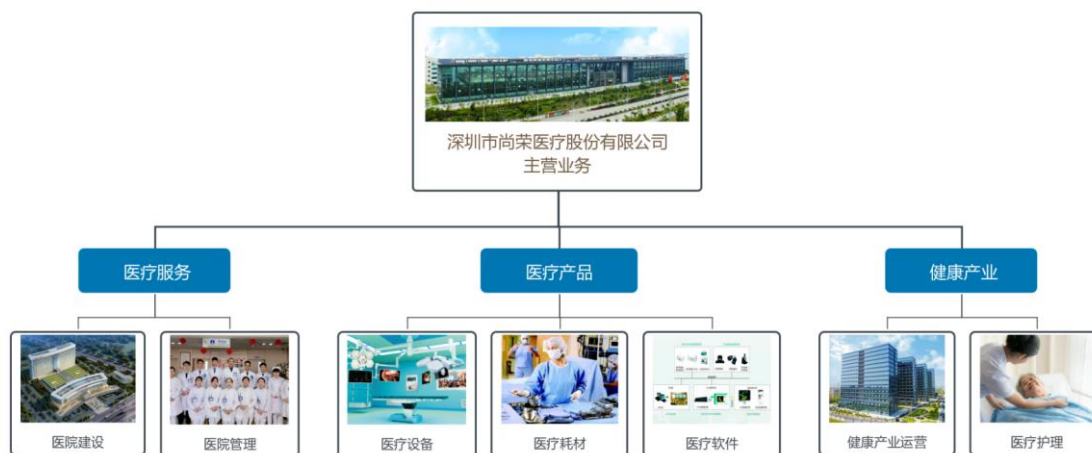 深圳市尚荣医疗股份有限公司
主营业务
医疗服务
医疗产品
健康产业
医院建设
医院管理
医疗设备
医疗耗材
医疗软件
健康产业运营
医疗护理